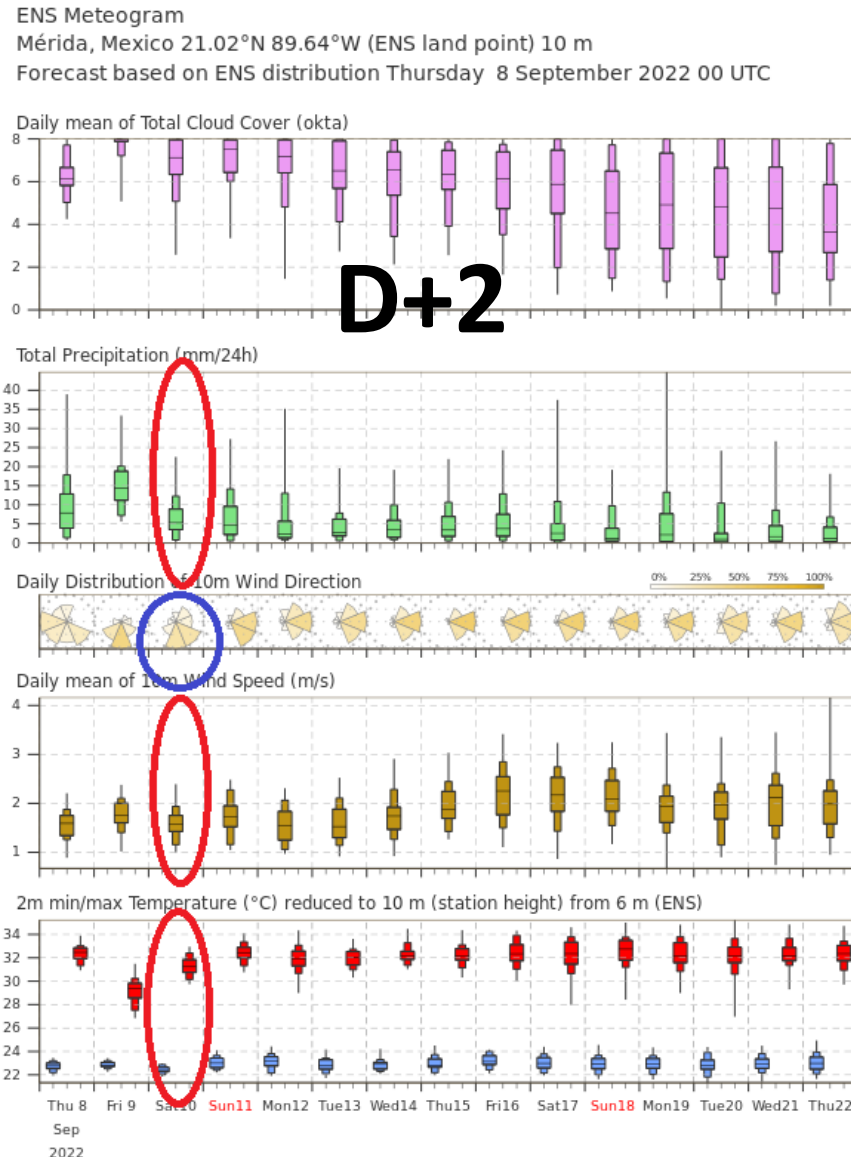 ENS Meteogram
Mérida, Mexico 21.02°N 89.64°W (ENS land point) 10 m
Forecast based on ENS distribution Thursday 8 September 2022 00 UTC
Daily mean of Total Cloud Cover (okta)
8
6
4
2
0
D+2
Total Precipitation (mm/24h)
40
35
30
25
20
15
10
5
0
Daily Distribution of 10m Wind Direction
0% 25% 50% 75% 100%
Daily mean of 10m Wind Speed (m/s)
4
3
2
1
2m min/max Temperature (°C) reduced to 10 m (station height) from 6 m (ENS)
34
32
30
28
26
24
22
Thu 8 Fri 9 Sat10 Sun11 Mon12 Tue13 Wed14 Thu15 Fri16 Sat17 Sun18 Mon19 Tue20 Wed21 Thu22
Sep
2022